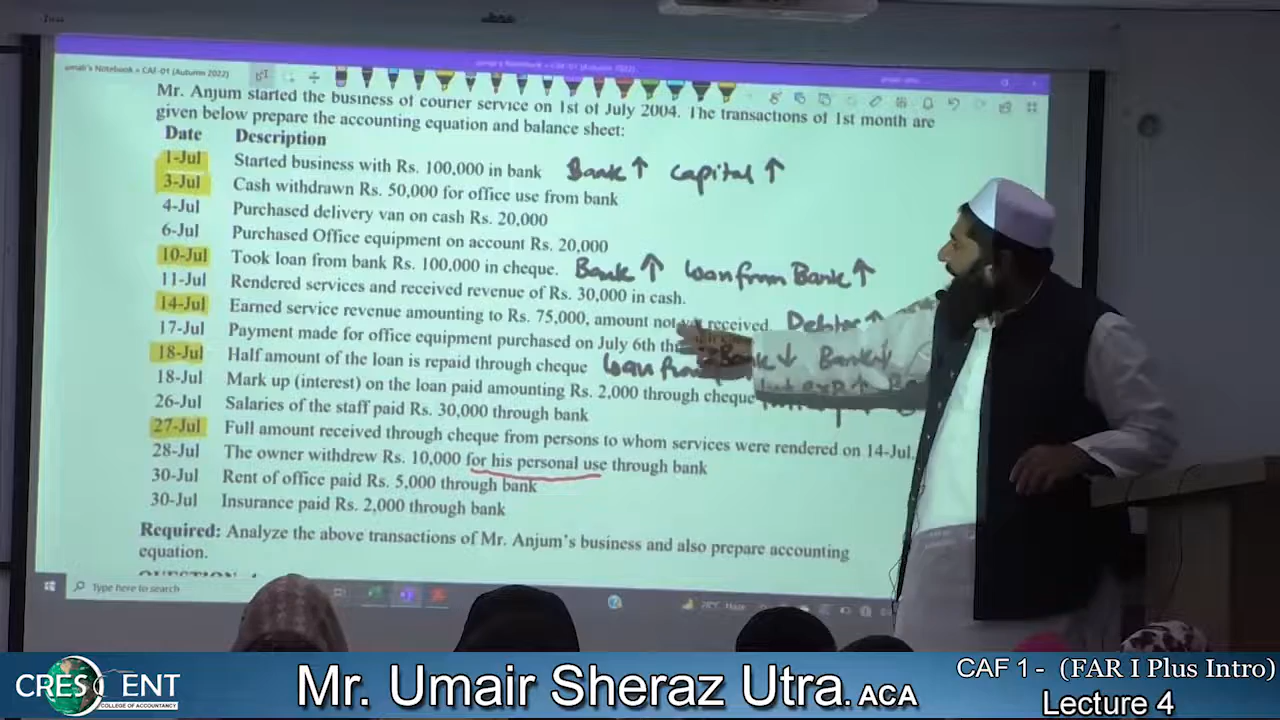 umair's Notebook » CAF-01 (Autumn 2022)
Mr. Anjum started the business of courier service on 1st of July 2004. The transactions of 1st month are
given below prepare the accounting equation and balance sheet:
Date Description
1-Jul Started business with Rs. 100,000 in bank Bank ↑ Capital ↑
3-Jul Cash withdrawn Rs. 50,000 for office use from bank
4-Jul Purchased delivery van on cash Rs. 20,000
6-Jul Purchased Office equipment on account Rs. 20,000
10-Jul Took loan from bank Rs. 100,000 in cheque. Bank ↑ Loan from Bank ↑
11-Jul Rendered services and received revenue of Rs. 30,000 in cash.
14-Jul Earned service revenue amounting to Rs. 75,000, amount not received. Debtor ↑
17-Jul Payment made for office equipment purchased on July 6th
18-Jul Half amount of the loan is repaid through cheque Loan from Bank ↓ Bank ↓
18-Jul Mark up (interest) on the loan paid amounting Rs. 2,000 through cheque exp ↑
26-Jul Salaries of the staff paid Rs. 30,000 through bank
27-Jul Full amount received through cheque from persons to whom services were rendered on 14-Jul.
28-Jul The owner withdrew Rs. 10,000 for his personal use through bank
30-Jul Rent of office paid Rs. 5,000 through bank
30-Jul Insurance paid Rs. 2,000 through bank
Required: Analyze the above transactions of Mr. Anjum's business and also prepare accounting
equation.
Type here to search
20°C Haze
CRESCENT
COLLEGE OF ACCOUNTANCY
Mr. Umair Sheraz Utra. ACA
CAF 1 - (FAR I Plus Intro)
Lecture 4